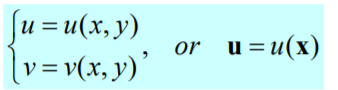 { u = u(x, y)
v = v(x, y) , or u = u(x)